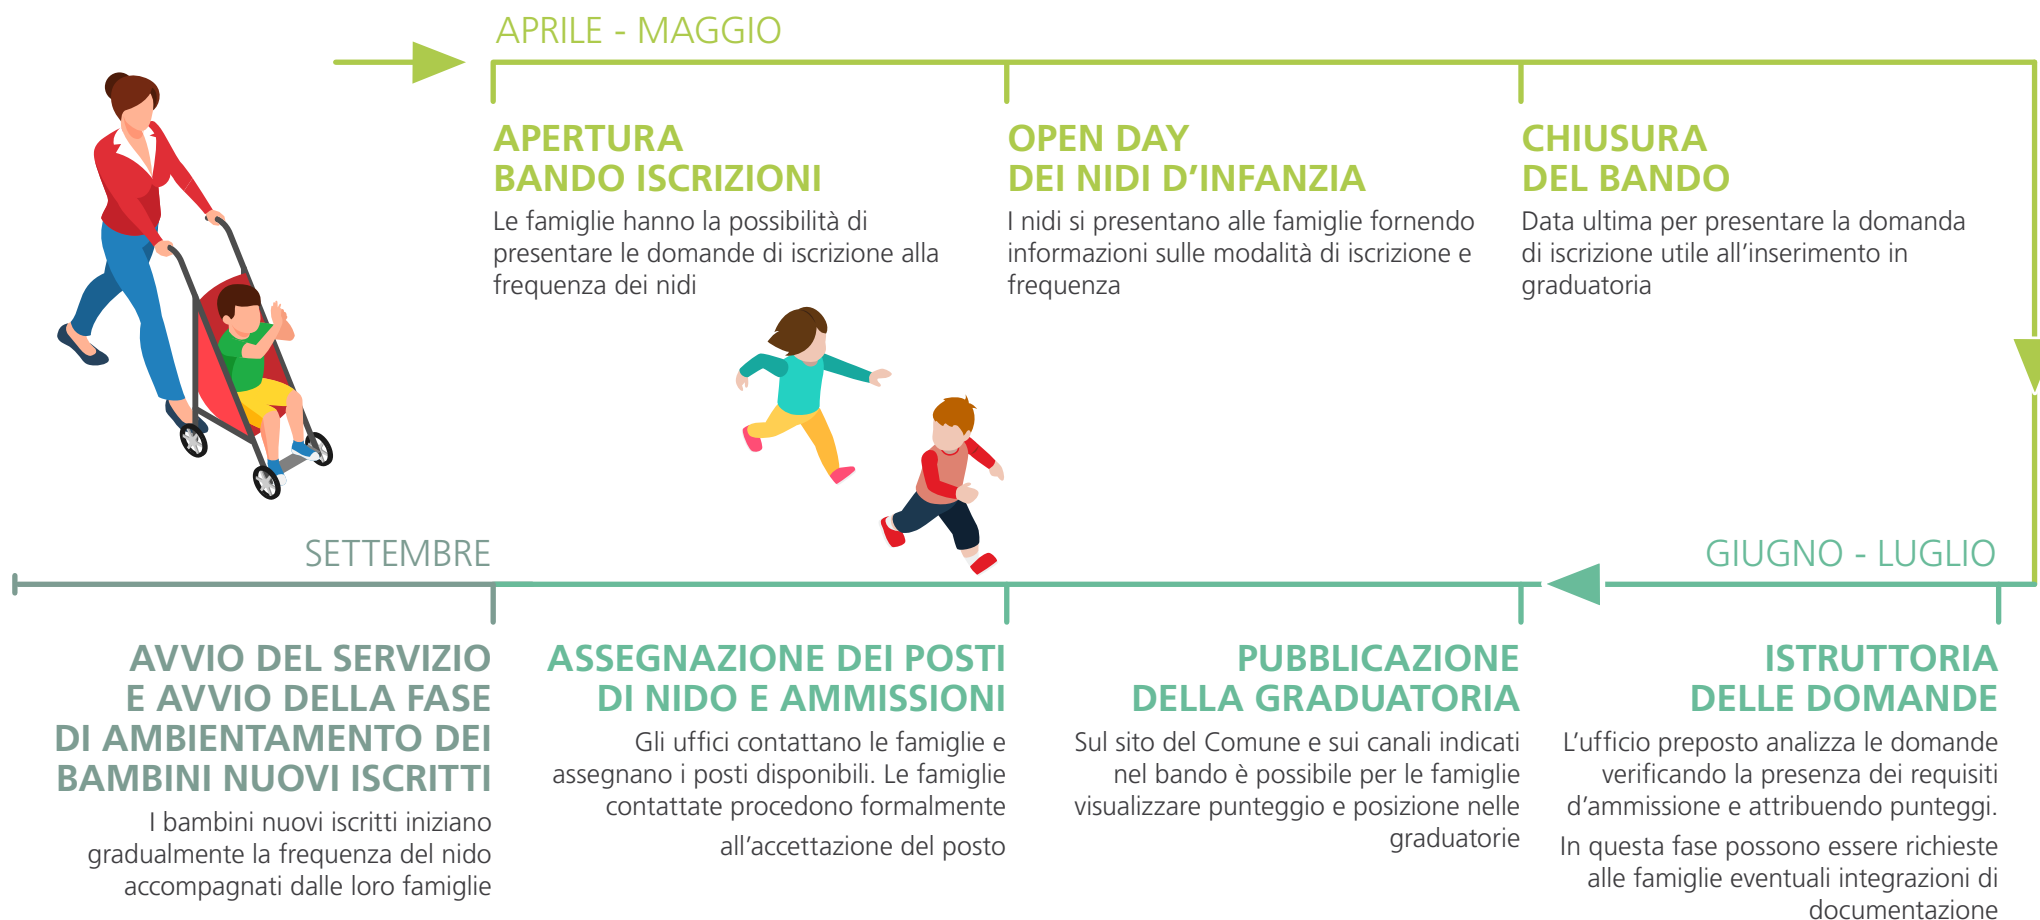 APRILE - MAGGIO
APERTURA
BANDO ISCRIZIONI
Le famiglie hanno la possibilità di
presentare le domande di iscrizione alla
frequenza dei nidi
OPEN DAY
DEI NIDI D’INFANZIA
I nidi si presentano alle famiglie fornendo
informazioni sulle modalità di iscrizione e
frequenza
CHIUSURA
DEL BANDO
Data ultima per presentare la domanda
di iscrizione utile all’inserimento in
graduatoria
GIUGNO - LUGLIO
ISTRUTTORIA
DELLE DOMANDE
L’ufficio preposto analizza le domande
verificando la presenza dei requisiti
d’ammissione e attribuendo punteggi.
In questa fase possono essere richieste
alle famiglie eventuali integrazioni di
documentazione
PUBBLICAZIONE
DELLA GRADUATORIA
Sul sito del Comune e sui canali indicati
nel bando è possibile per le famiglie
visualizzare punteggio e posizione nelle
graduatorie
ASSEGNAZIONE DEI POSTI
DI NIDO E AMMISSIONI
Gli uffici contattano le famiglie e
assegnano i posti disponibili. Le famiglie
contattate procedono formalmente
all’accettazione del posto
SETTEMBRE
AVVIO DEL SERVIZIO
E AVVIO DELLA FASE
DI AMBIENTAMENTO DEI
BAMBINI NUOVI ISCRITTI
I bambini nuovi iscritti iniziano
gradualmente la frequenza del nido
accompagnati dalle loro famiglie